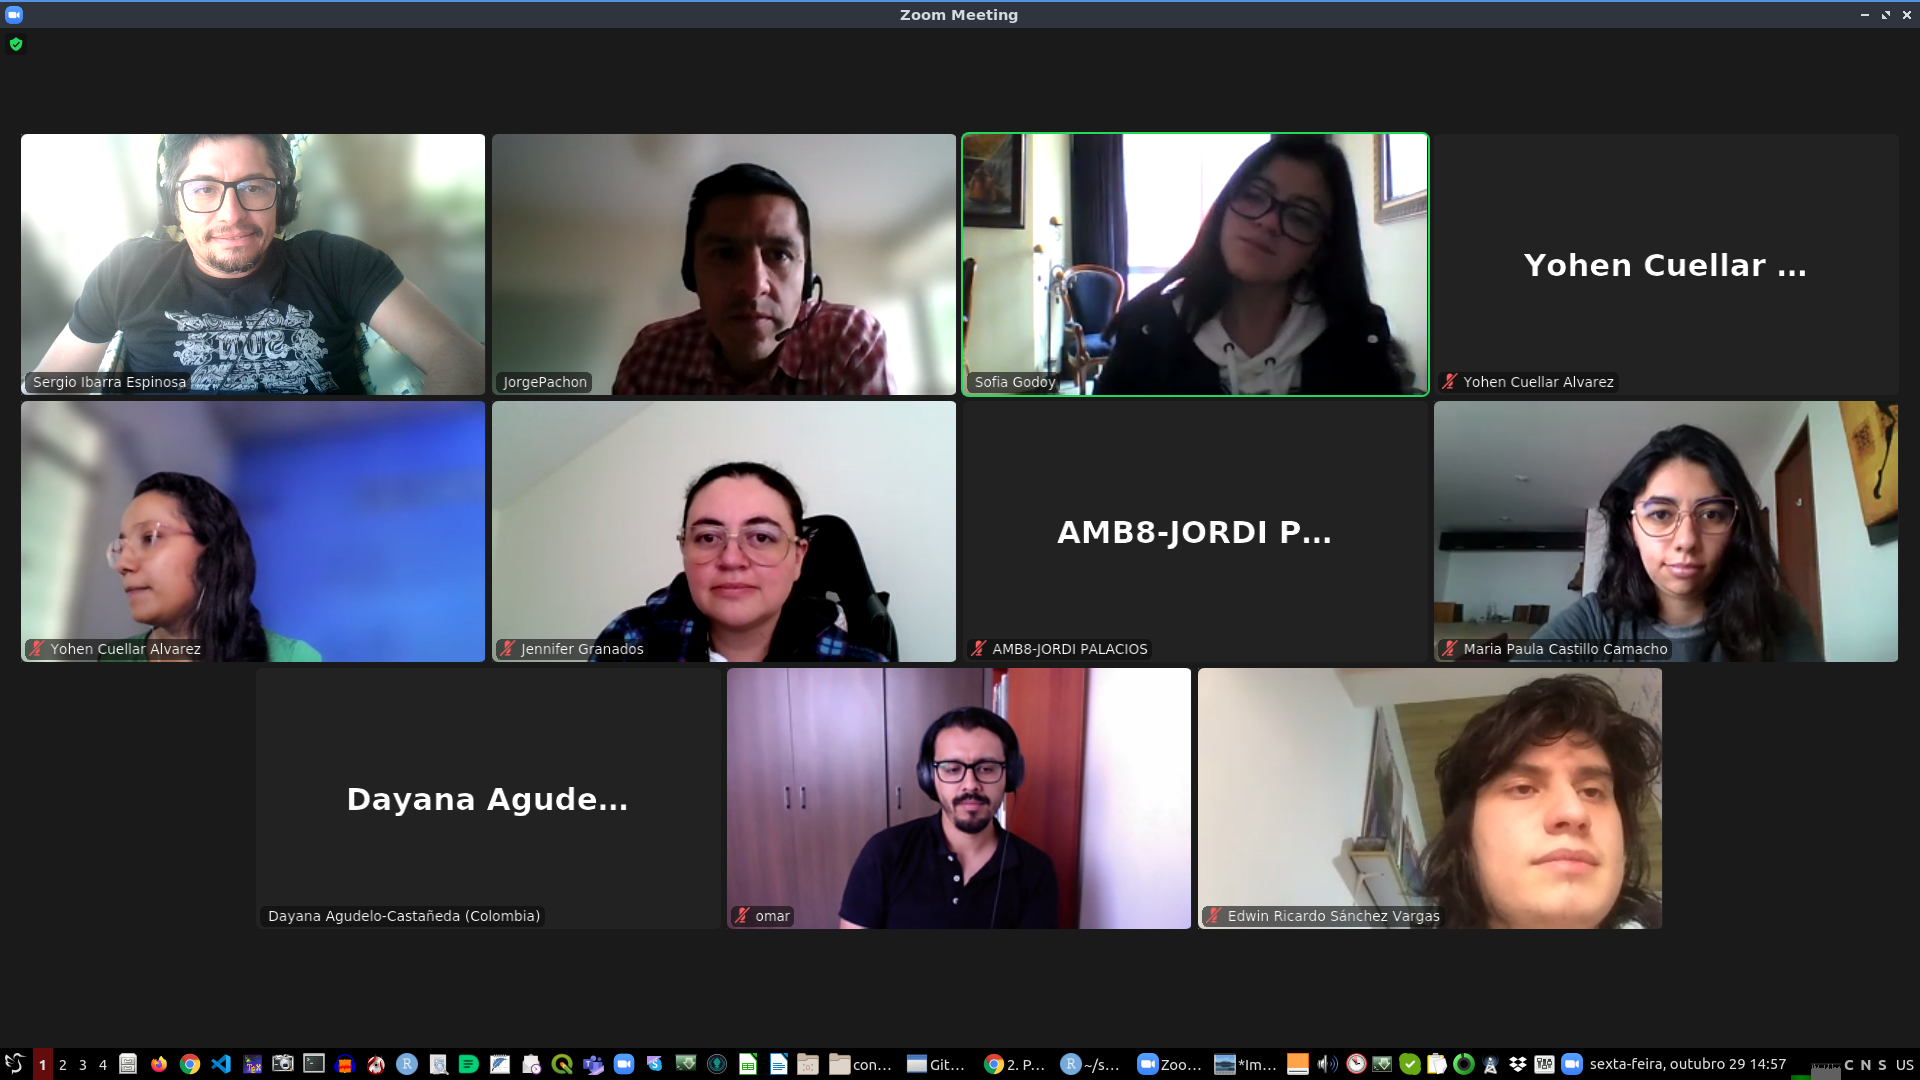 Zoom Meeting
Sergio Ibarra Espinosa
JorgePachon
Sofia Godoy
Yohen Cuellar ...
Yohen Cuellar Alvarez
Yohen Cuellar Alvarez
Jennifer Granados
AMB8-JORDI P...
AMB8-JORDI PALACIOS
Maria Paula Castillo Camacho
Dayana Agude...
Dayana Agudelo-Castañeda (Colombia)
omar
Edwin Ricardo Sánchez Vargas
1 2 3 4 con... Git... 2. P... ~/s... Zoo... *Im... sexta-feira, outubro 29 14:57 C N S US